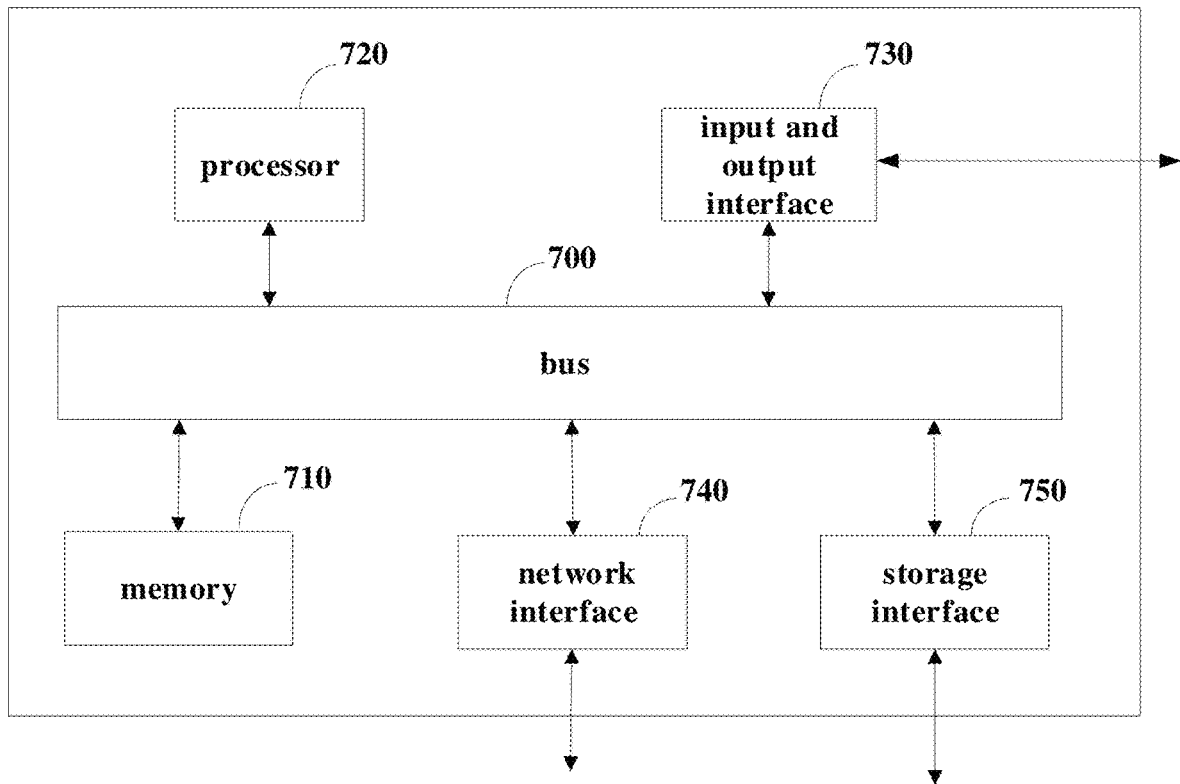 720
730
processor
input and
output
interface
700
bus
710
740
750
memory
network
interface
storage
interface